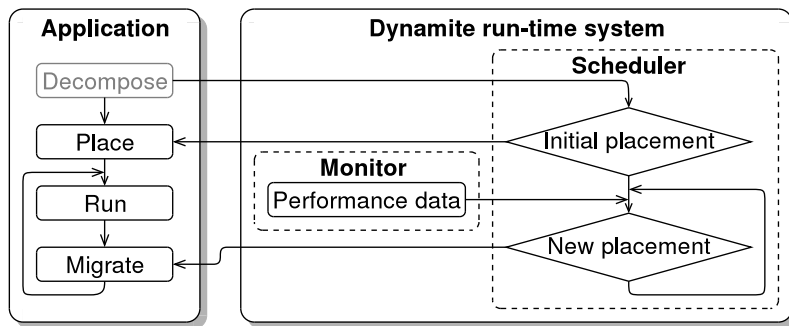 Application
Dynamite run-time system
Scheduler
Decompose
Place
Initial placement
Monitor
Performance data
Run
Migrate
New placement